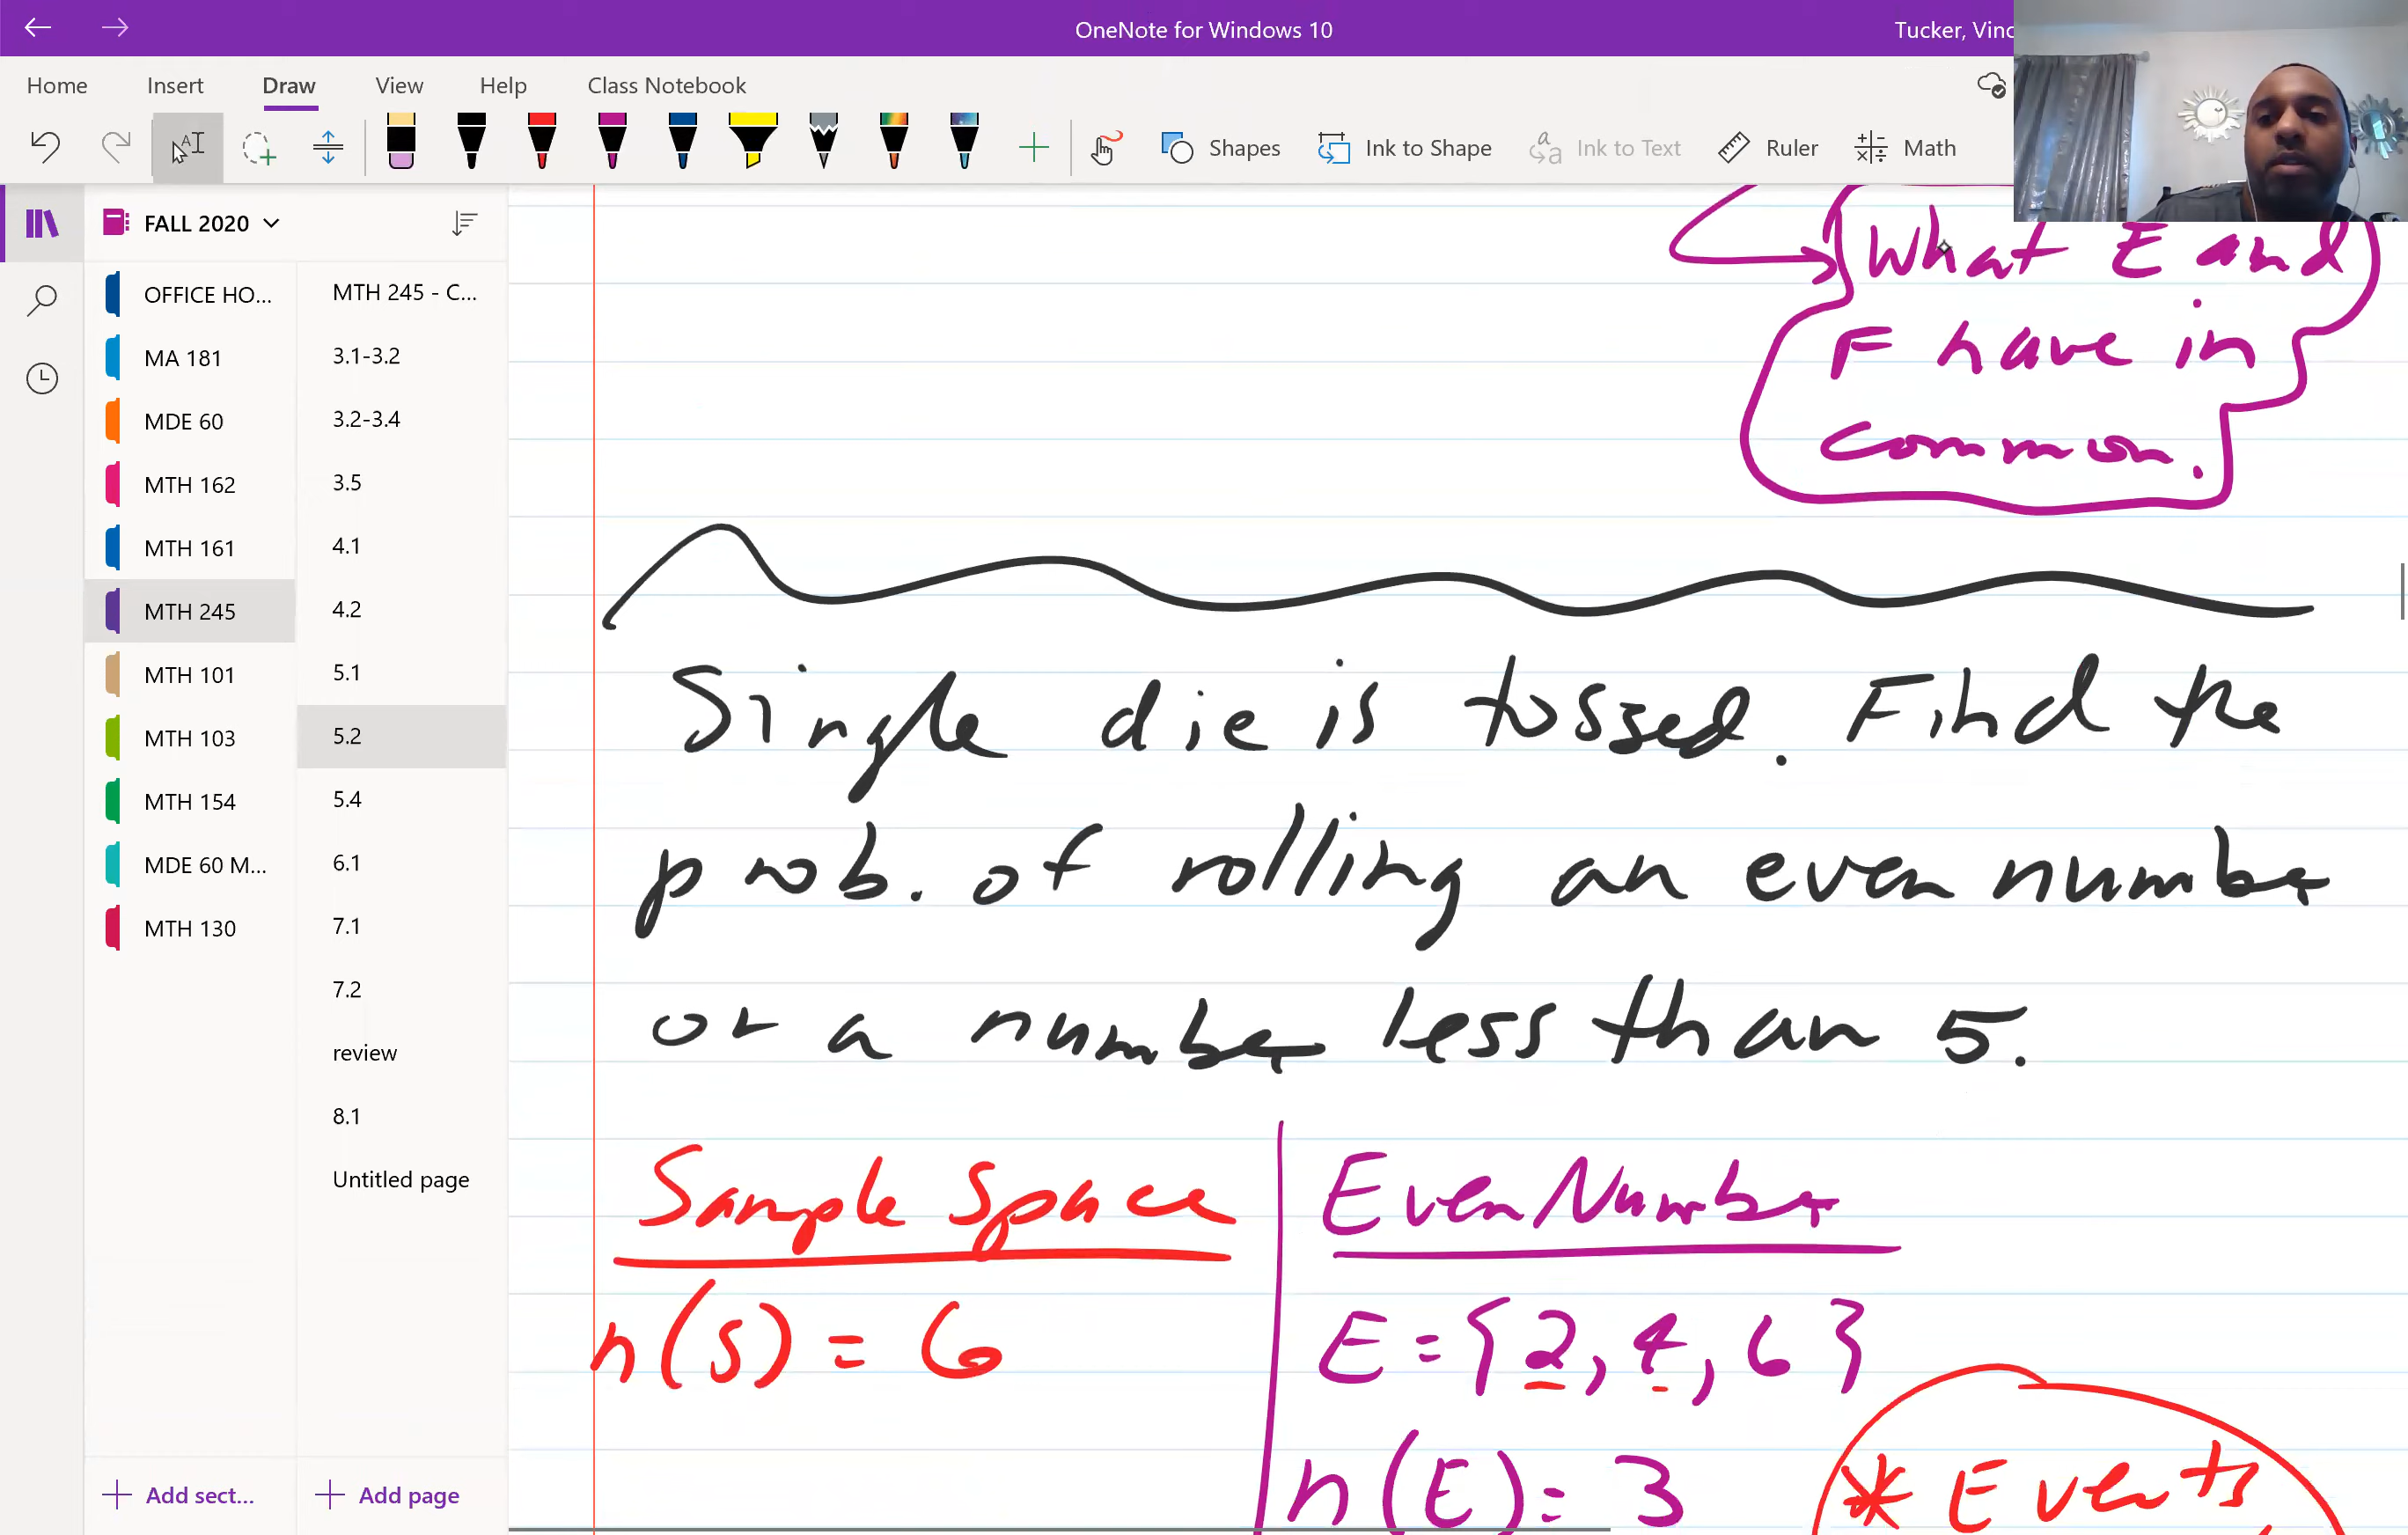 OneNote for Windows 10
Tucker, Vinc
Home Insert Draw View Help Class Notebook
Shapes Ink to Shape Ink to Text Ruler Math
FALL 2020
OFFICE HO...
MA 181
MDE 60
MTH 162
MTH 161
MTH 245
MTH 101
MTH 103
MTH 154
MDE 60 M...
MTH 130
Add sect...
MTH 245 - C...
3.1-3.2
3.2-3.4
3.5
4.1
4.2
5.1
5.2
5.4
6.1
7.1
7.2
review
8.1
Untitled page
Add page
What E and
F have in
common.
Single die is tossed. Find the
prob. of rolling an even number
or a number less than 5.
Sample Space
n(S) = 6
Even Number
E = {2, 4, 6}
n(E) = 3
* Events